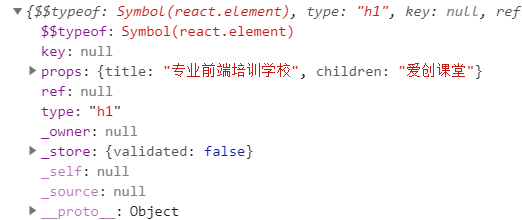 {$$typeof: Symbol(react.element), type: "h1", key: null, ref
$$typeof: Symbol(react.element)
key: null
props: {title: "专业前端培训学校", children: "爱创课堂"}
ref: null
type: "h1"
_owner: null
_store: {validated: false}
_self: null
_source: null
__proto__: Object